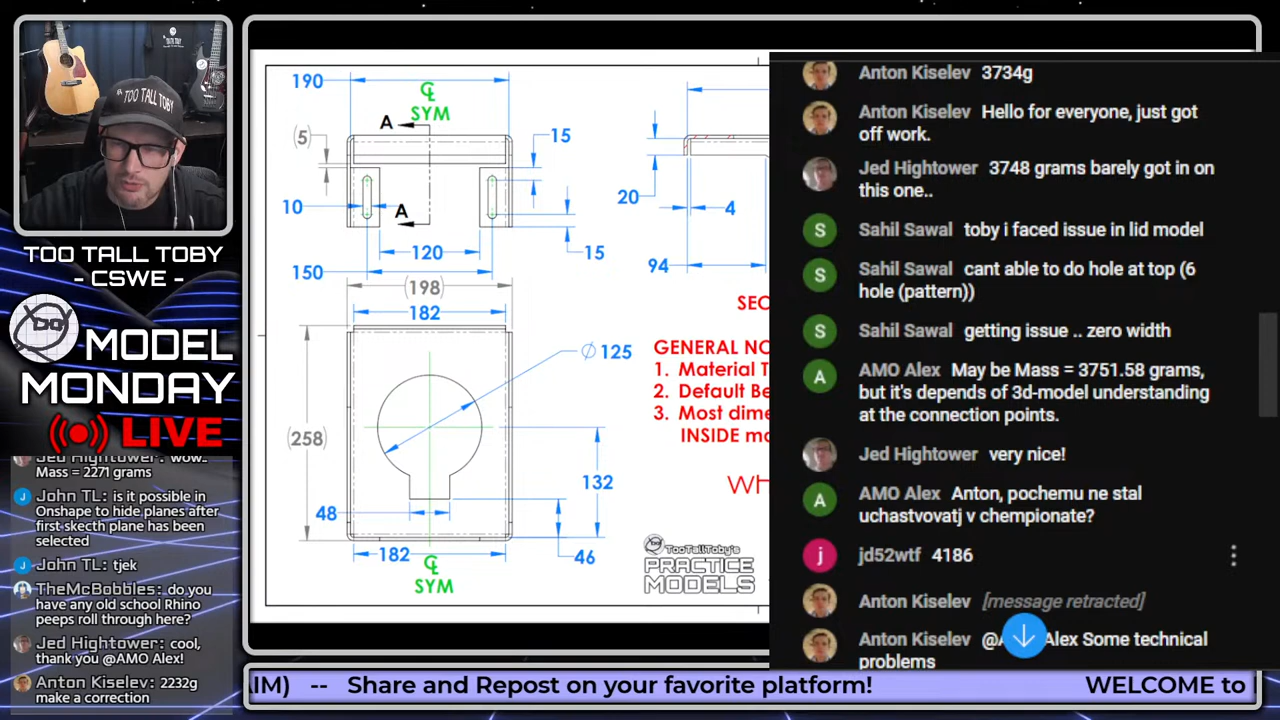 TOO TALL TOBY
TOO TALL TOBY
- CSWE -
MODEL
MONDAY
LIVE
Jed Hightower: wow..
Mass = 2271 grams
John TL: is it possible in
Onshape to hide planes after
first skecth plane has been
selected
John TL: tjek
TheMcBobbles: do you
have any old school Rhino
peeps roll through here?
Jed Hightower: cool,
thank you @AMO Alex!
Anton Kiselev: 2232g
make a correction
190
SYM
A
(5)
15
10
A
120
15
150
(198)
182
Ø 125
(258)
132
48
46
182
SYM
20
4
94
SEC
GENERAL NO
1. Material T
2. Default Be
3. Most dime
INSIDE mo
Wh
TooTallToby's
PRACTICE
MODELS
Anton Kiselev 3734g
Anton Kiselev Hello for everyone, just got
off work.
Jed Hightower 3748 grams barely got in on
this one..
Sahil Sawal toby i faced issue in lid model
Sahil Sawal cant able to do hole at top (6
hole (pattern))
Sahil Sawal getting issue .. zero width
AMO Alex May be Mass = 3751.58 grams,
but it's depends of 3d-model understanding
at the connection points.
Jed Hightower very nice!
AMO Alex Anton, pochemu ne stal
uchastvovatj v chempionate?
jd52wtf 4186
Anton Kiselev [message retracted]
Anton Kiselev @A Alex Some technical
problems
AIM) -- Share and Repost on your favorite platform! WELCOME to